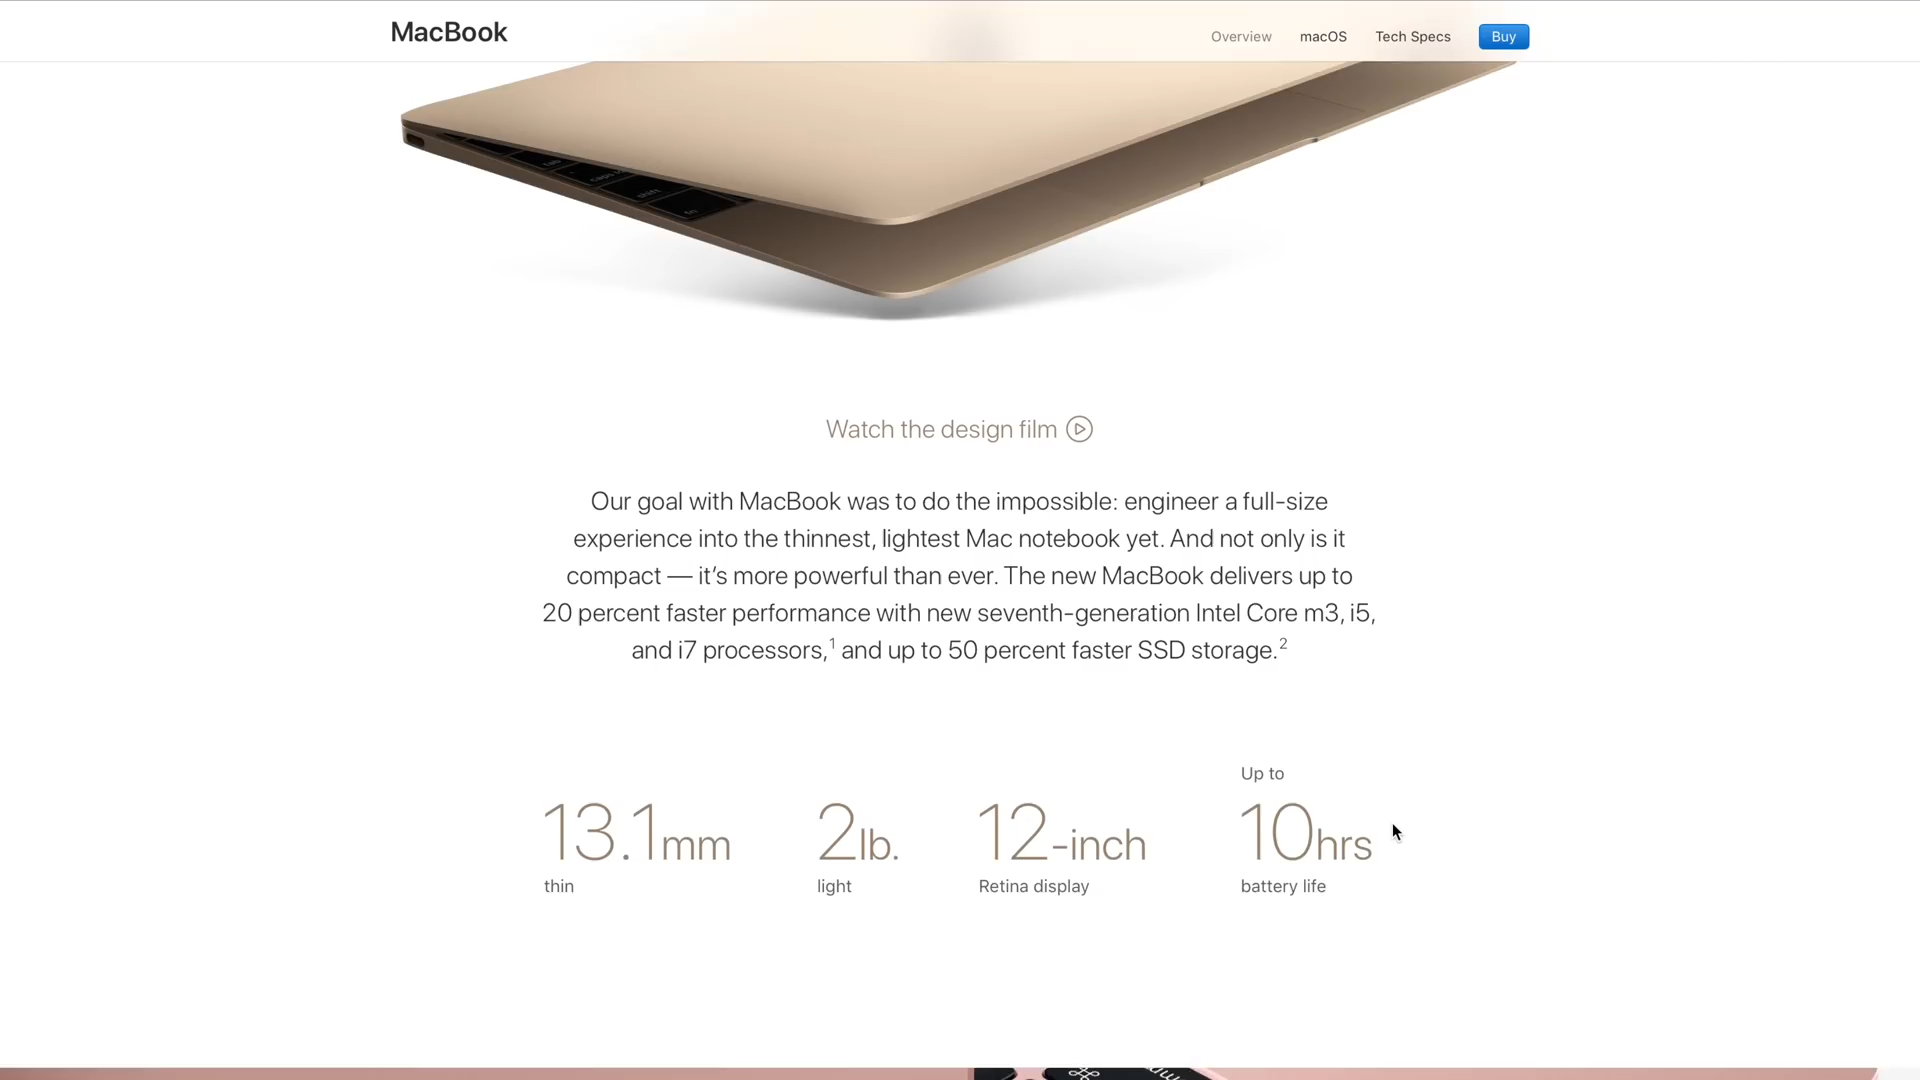 MacBook
Overview macOS Tech Specs Buy
Watch the design film
Our goal with MacBook was to do the impossible: engineer a full-size
experience into the thinnest, lightest Mac notebook yet. And not only is it
compact — it’s more powerful than ever. The new MacBook delivers up to
20 percent faster performance with new seventh-generation Intel Core m3, i5,
and i7 processors,1 and up to 50 percent faster SSD storage.2
13.1mm
thin
2lb.
light
12-inch
Retina display
Up to
10hrs
battery life